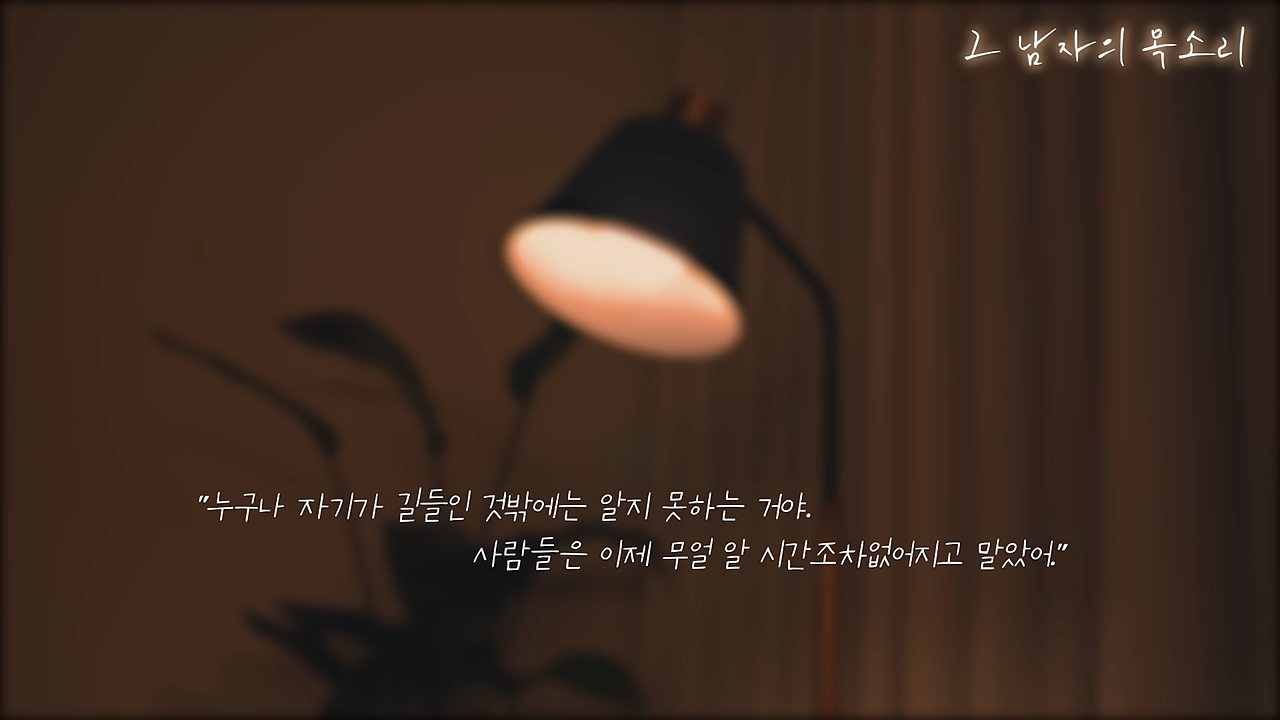 그 남자의 목소리
"누구나 자기가 길들인 것밖에는 알지 못하는 거야.
사람들은 이제 무얼 알 시간조차없어지고 말았어."